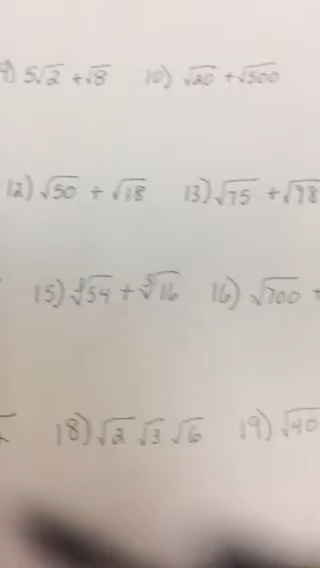 9) 5√2 + √8 10) √20 + √500
12) √50 + √18 13) √75 + √98
15) ∛54 + ∛16 16) √700 +
18) √2 √3 √6 19) √40